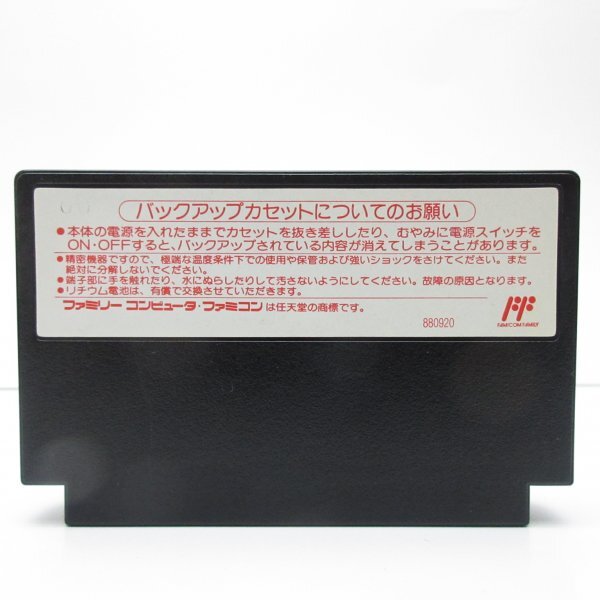 バックアップカセットについてのお願い
●本体の電源を入れたままでカセットを抜き差ししたり、むやみに電源スイッチを
ON・OFFすると、バックアップされている内容が消えてしまうことがあります。
●精密機器ですので、極端な温度条件下での使用や保管および強いショックをさけてください。また
絶対に分解しないでください。
●端子部に手を触れたり、水にぬらしたりして汚さないようにしてください。故障の原因となります。
●リチウム電池は、有償で交換させていただきます。
ファミリーコンピュータ・ファミコンは任天堂の商標です。
880920
FAMICOM FAMILY